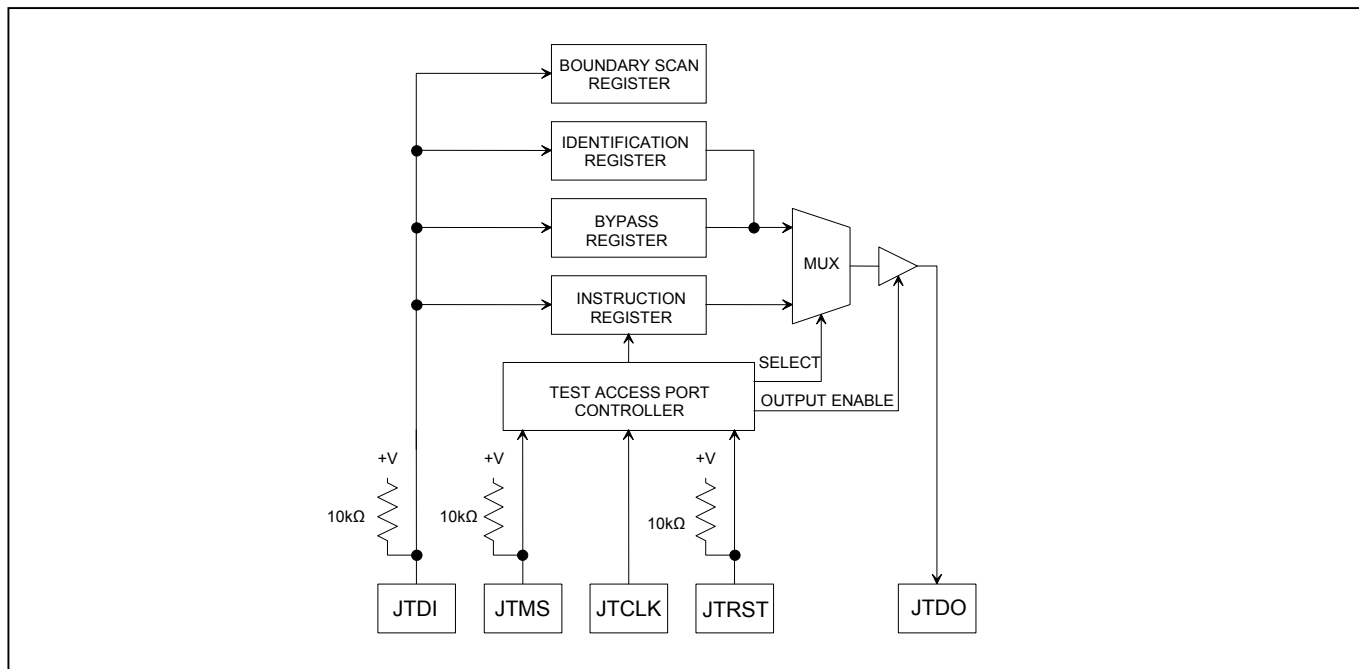 BOUNDARY SCAN
REGISTER
IDENTIFICATION
REGISTER
BYPASS
REGISTER
MUX
INSTRUCTION
REGISTER
SELECT
TEST ACCESS PORT
CONTROLLER
OUTPUT ENABLE
+V
+V
+V
10kΩ
10kΩ
10kΩ
JTDI
JTMS
JTCLK
JTRST
JTDO